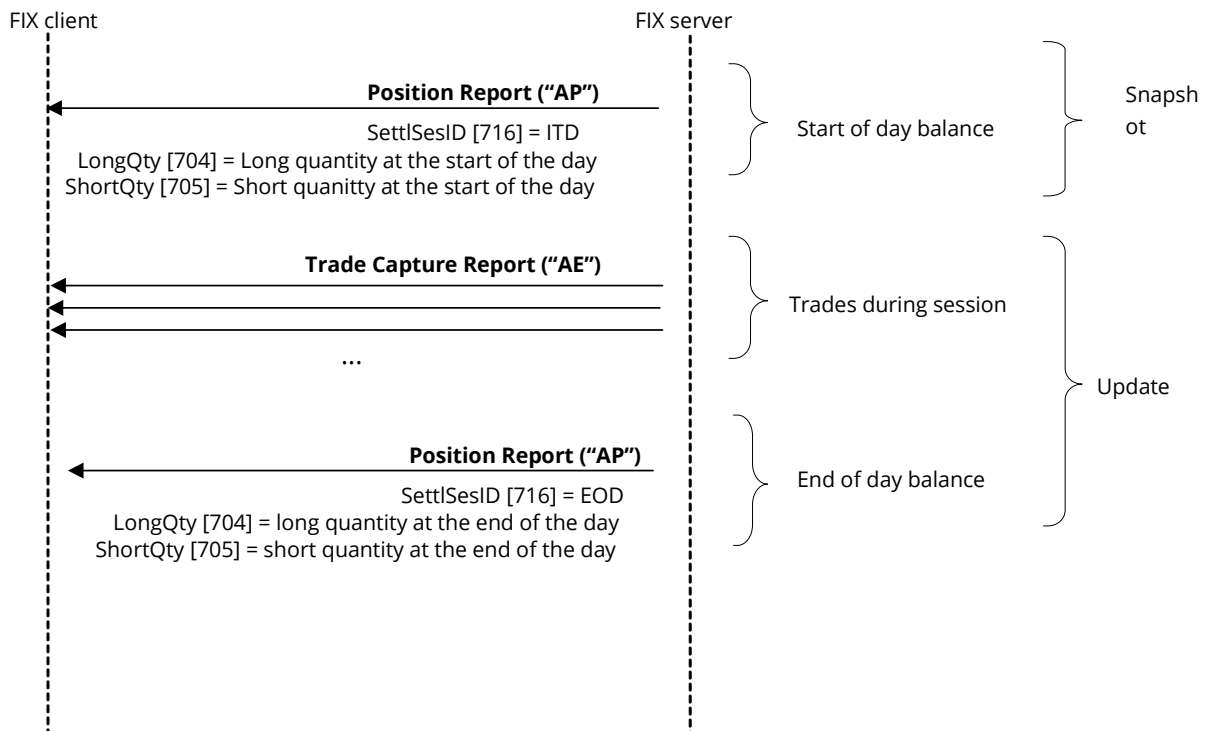 FIX client
FIX server
Position Report (“AP”)
SettlSesID [716] = ITD
LongQty [704] = Long quantity at the start of the day
ShortQty [705] = Short quanitty at the start of the day
Start of day balance
Snapsh
ot
Trade Capture Report (“AE”)
...
Trades during session
Update
Position Report (“AP”)
SettlSesID [716] = EOD
LongQty [704] = long quantity at the end of the day
ShortQty [705] = short quantity at the end of the day
End of day balance